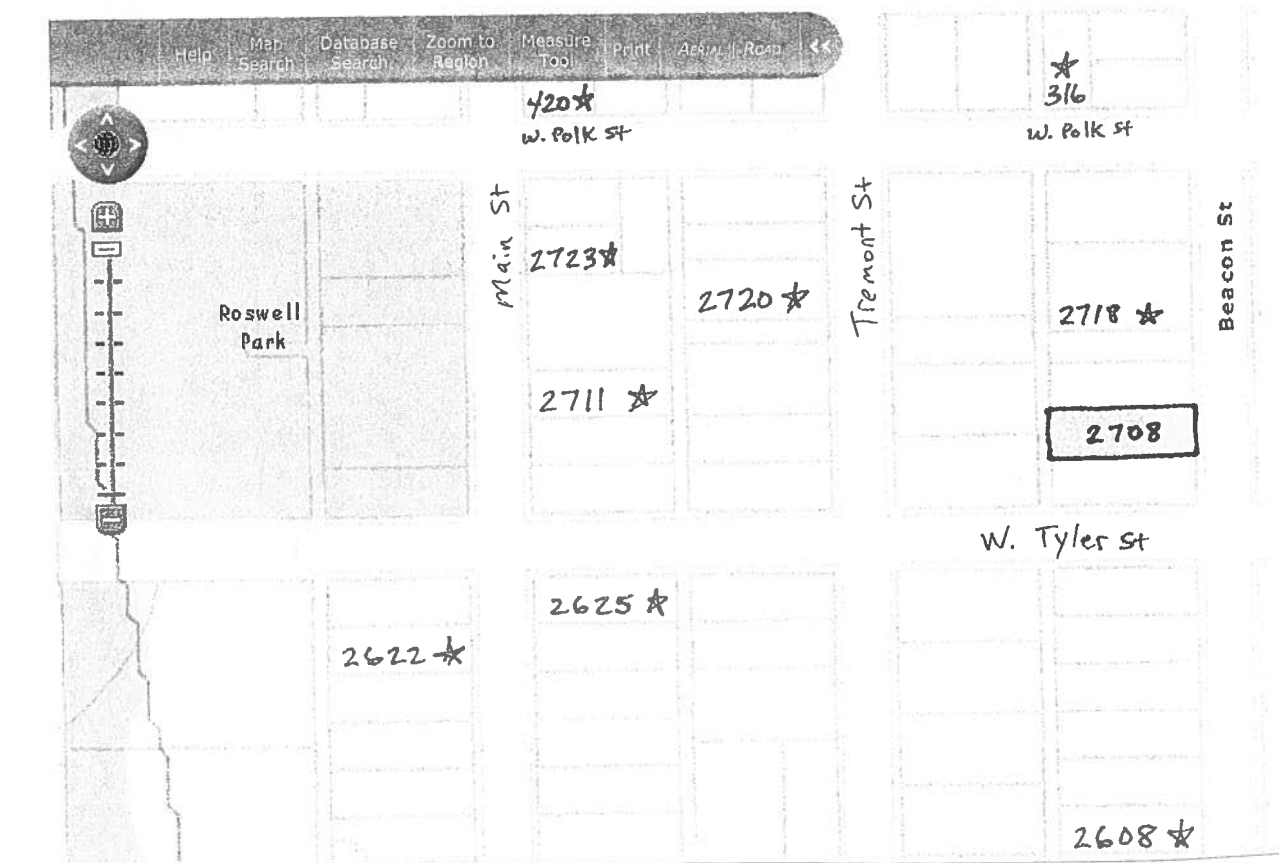 Help
Map Search
Database Search
Zoom to Region
Measure Tool
Print
AERIAL | ROAD
<<
420☆
W. Polk St
☆
316
W. Polk St
Main St
Tremont St
Beacon St
2723☆
2720 ☆
2718 ☆
Roswell
Park
2711 ☆
2708
W. Tyler St
2625 ☆
2622 ☆
2608 ☆